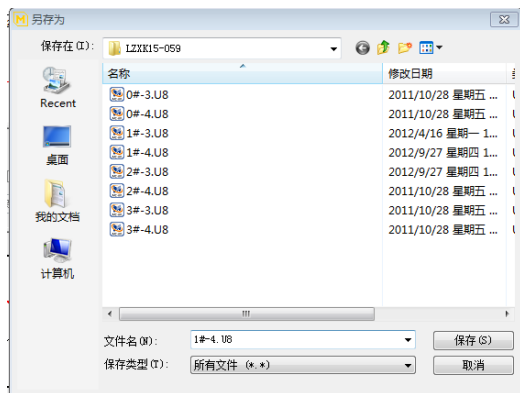 另存为
保存在(I):
LZXK15-059
名称
修改日期
0#-3.U8
2011/10/28 星期五 ...
0#-4.U8
2011/10/28 星期五 ...
1#-3.U8
2012/4/16 星期一 1...
1#-4.U8
2012/9/27 星期四 1...
2#-3.U8
2012/9/27 星期四 1...
2#-4.U8
2011/10/28 星期五 ...
3#-3.U8
2011/10/28 星期五 ...
3#-4.U8
2011/10/28 星期五 ...
Recent
桌面
我的文档
计算机
文件名(N):
1#-4.U8
保存(S)
保存类型(T):
所有文件 (*.*)
取消